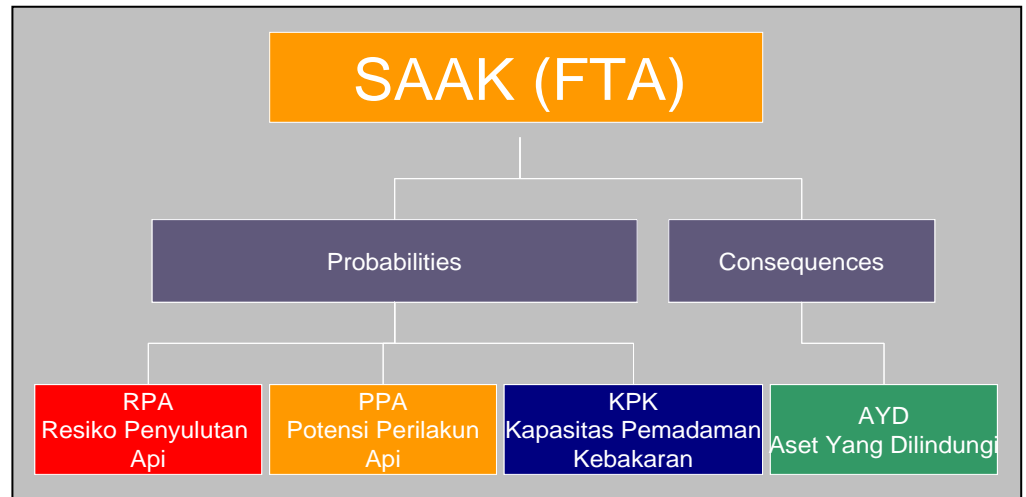 SAAK (FTA)
Probabilities
Consequences
RPA
Resiko Penyulutan
Api
PPA
Potensi Perilakun
Api
KPK
Kapasitas Pemadaman
Kebakaran
AYD
Aset Yang Dilindungi